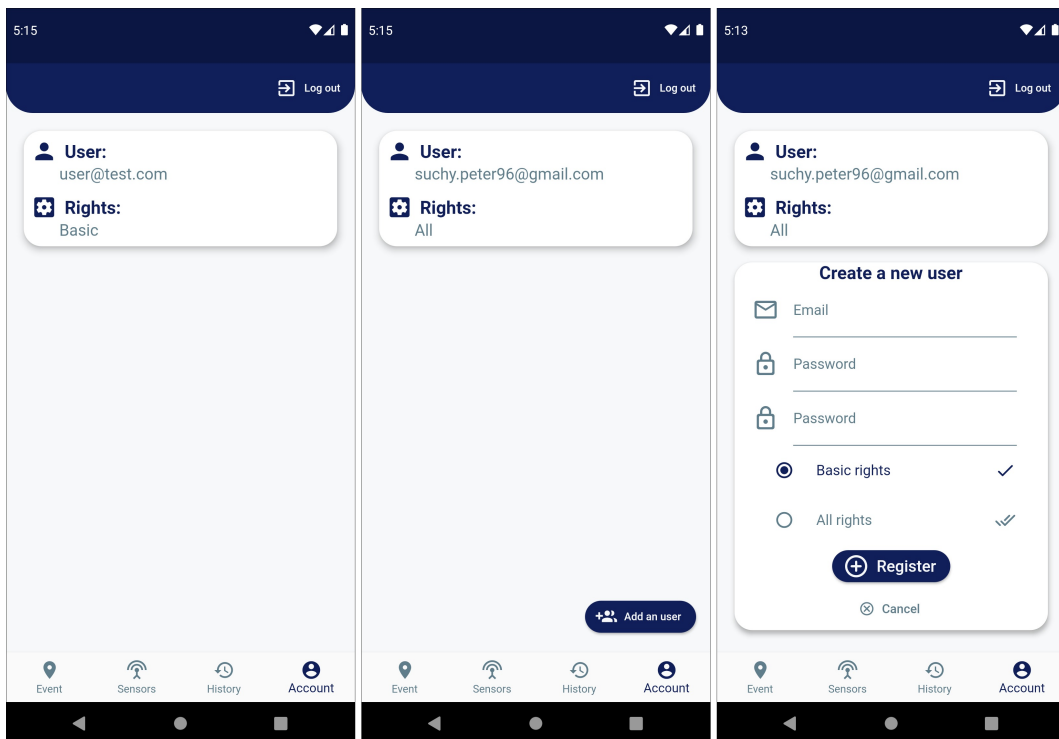 5:15
Log out
User:
user@test.com
Rights:
Basic
Event Sensors History Account
5:15
Log out
User:
suchy.peter96@gmail.com
Rights:
All
Add an user
Event Sensors History Account
5:13
Log out
User:
suchy.peter96@gmail.com
Rights:
All
Create a new user
Email
Password
Password
Basic rights
All rights
Register
Cancel
Event Sensors History Account